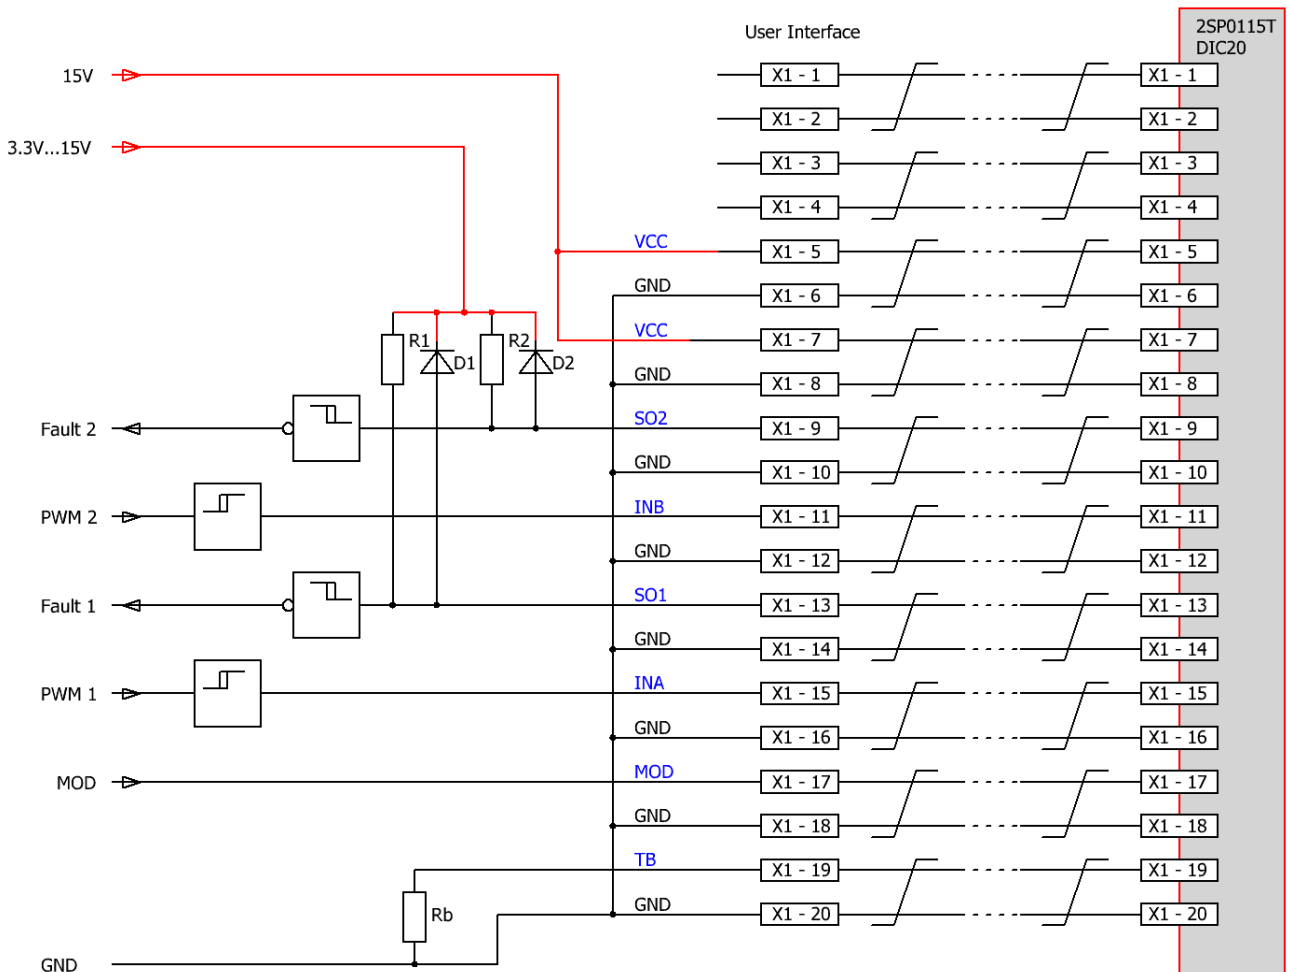 User Interface
2SP0115T
DIC20
15V
X1 - 1
X1 - 1
X1 - 2
X1 - 2
3.3V...15V
X1 - 3
X1 - 3
X1 - 4
X1 - 4
VCC
X1 - 5
X1 - 5
GND
X1 - 6
X1 - 6
R1
D1
R2
D2
VCC
X1 - 7
X1 - 7
GND
X1 - 8
X1 - 8
Fault 2
SO2
X1 - 9
X1 - 9
GND
X1 - 10
X1 - 10
PWM 2
INB
X1 - 11
X1 - 11
GND
X1 - 12
X1 - 12
Fault 1
SO1
X1 - 13
X1 - 13
GND
X1 - 14
X1 - 14
PWM 1
INA
X1 - 15
X1 - 15
GND
X1 - 16
X1 - 16
MOD
MOD
X1 - 17
X1 - 17
GND
X1 - 18
X1 - 18
TB
X1 - 19
X1 - 19
Rb
GND
X1 - 20
X1 - 20
GND